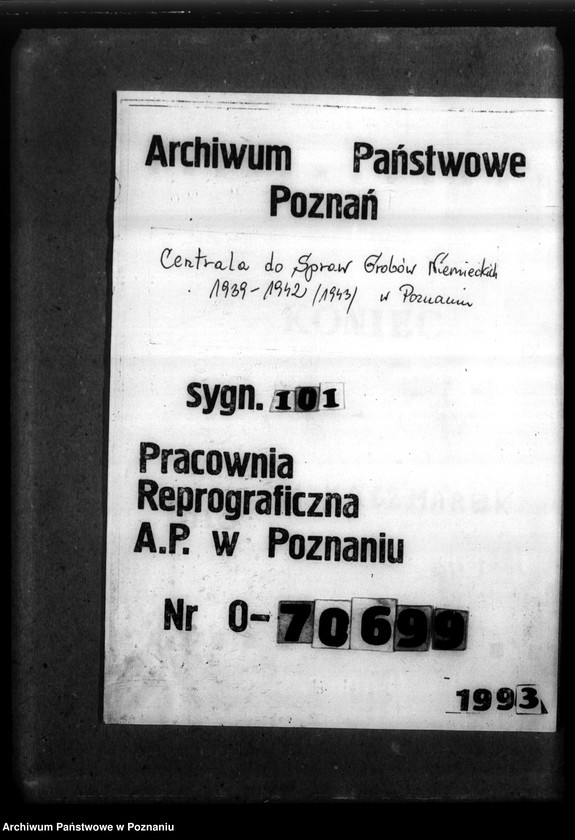 Archiwum Państwowe
Poznań
Centrala do Spraw Grobów Niemieckich
1939-1942 /1943/ w Poznaniu
sygn. 101
Pracownia
Reprograficzna
A.P. w Poznaniu
Nr 0-70699
1993
Archiwum Państwowe w Poznaniu